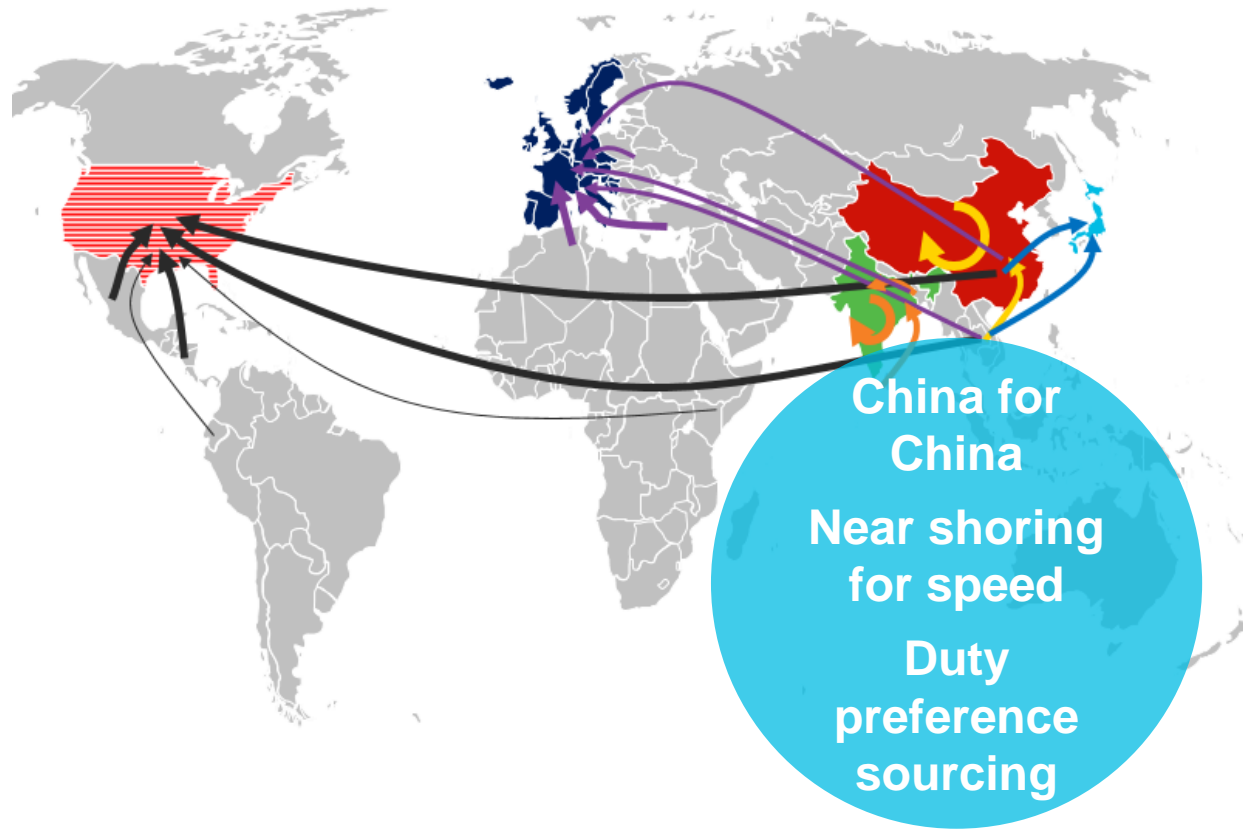 China for
China
Near shoring
for speed
Duty
preference
sourcing